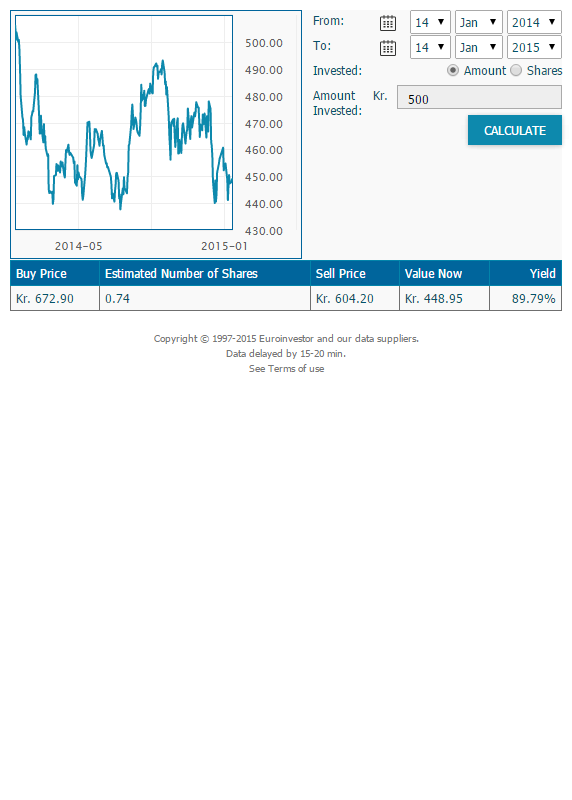 500.00
490.00
480.00
470.00
460.00
450.00
440.00
430.00
2014-05 2015-01
From: 14 Jan 2014
To: 14 Jan 2015
Invested: Amount Shares
Amount Invested: Kr. 500
CALCULATE
Buy Price Estimated Number of Shares Sell Price Value Now Yield
Kr. 672.90 0.74 Kr. 604.20 Kr. 448.95 89.79%
Copyright © 1997-2015 Euroinvestor and our data suppliers.
Data delayed by 15-20 min.
See Terms of use